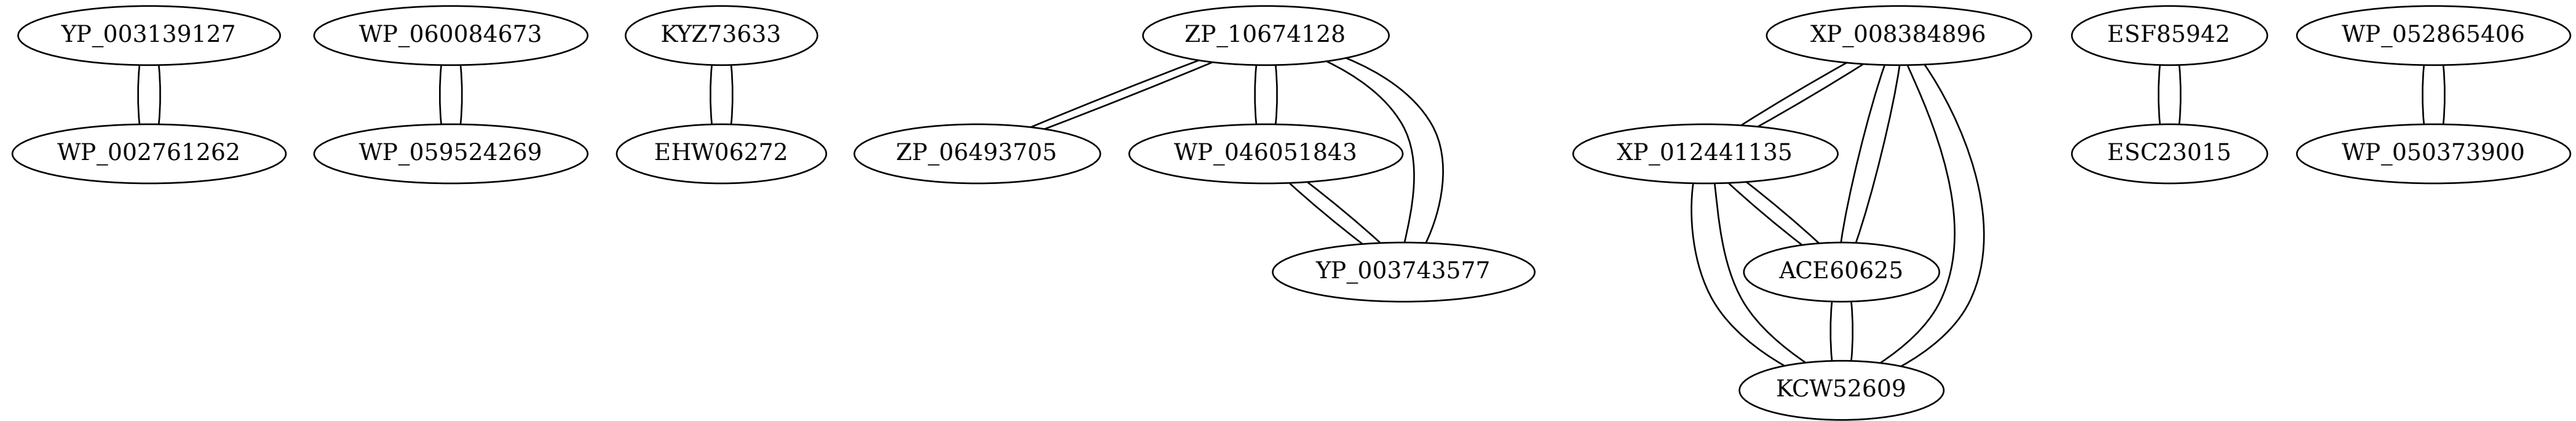 YP_003139127
WP_060084673
KYZ73633
ZP_10674128
XP_008384896
ESF85942
WP_052865406
WP_002761262
WP_059524269
EHW06272
ZP_06493705
WP_046051843
XP_012441135
ESC23015
WP_050373900
YP_003743577
ACE60625
KCW52609